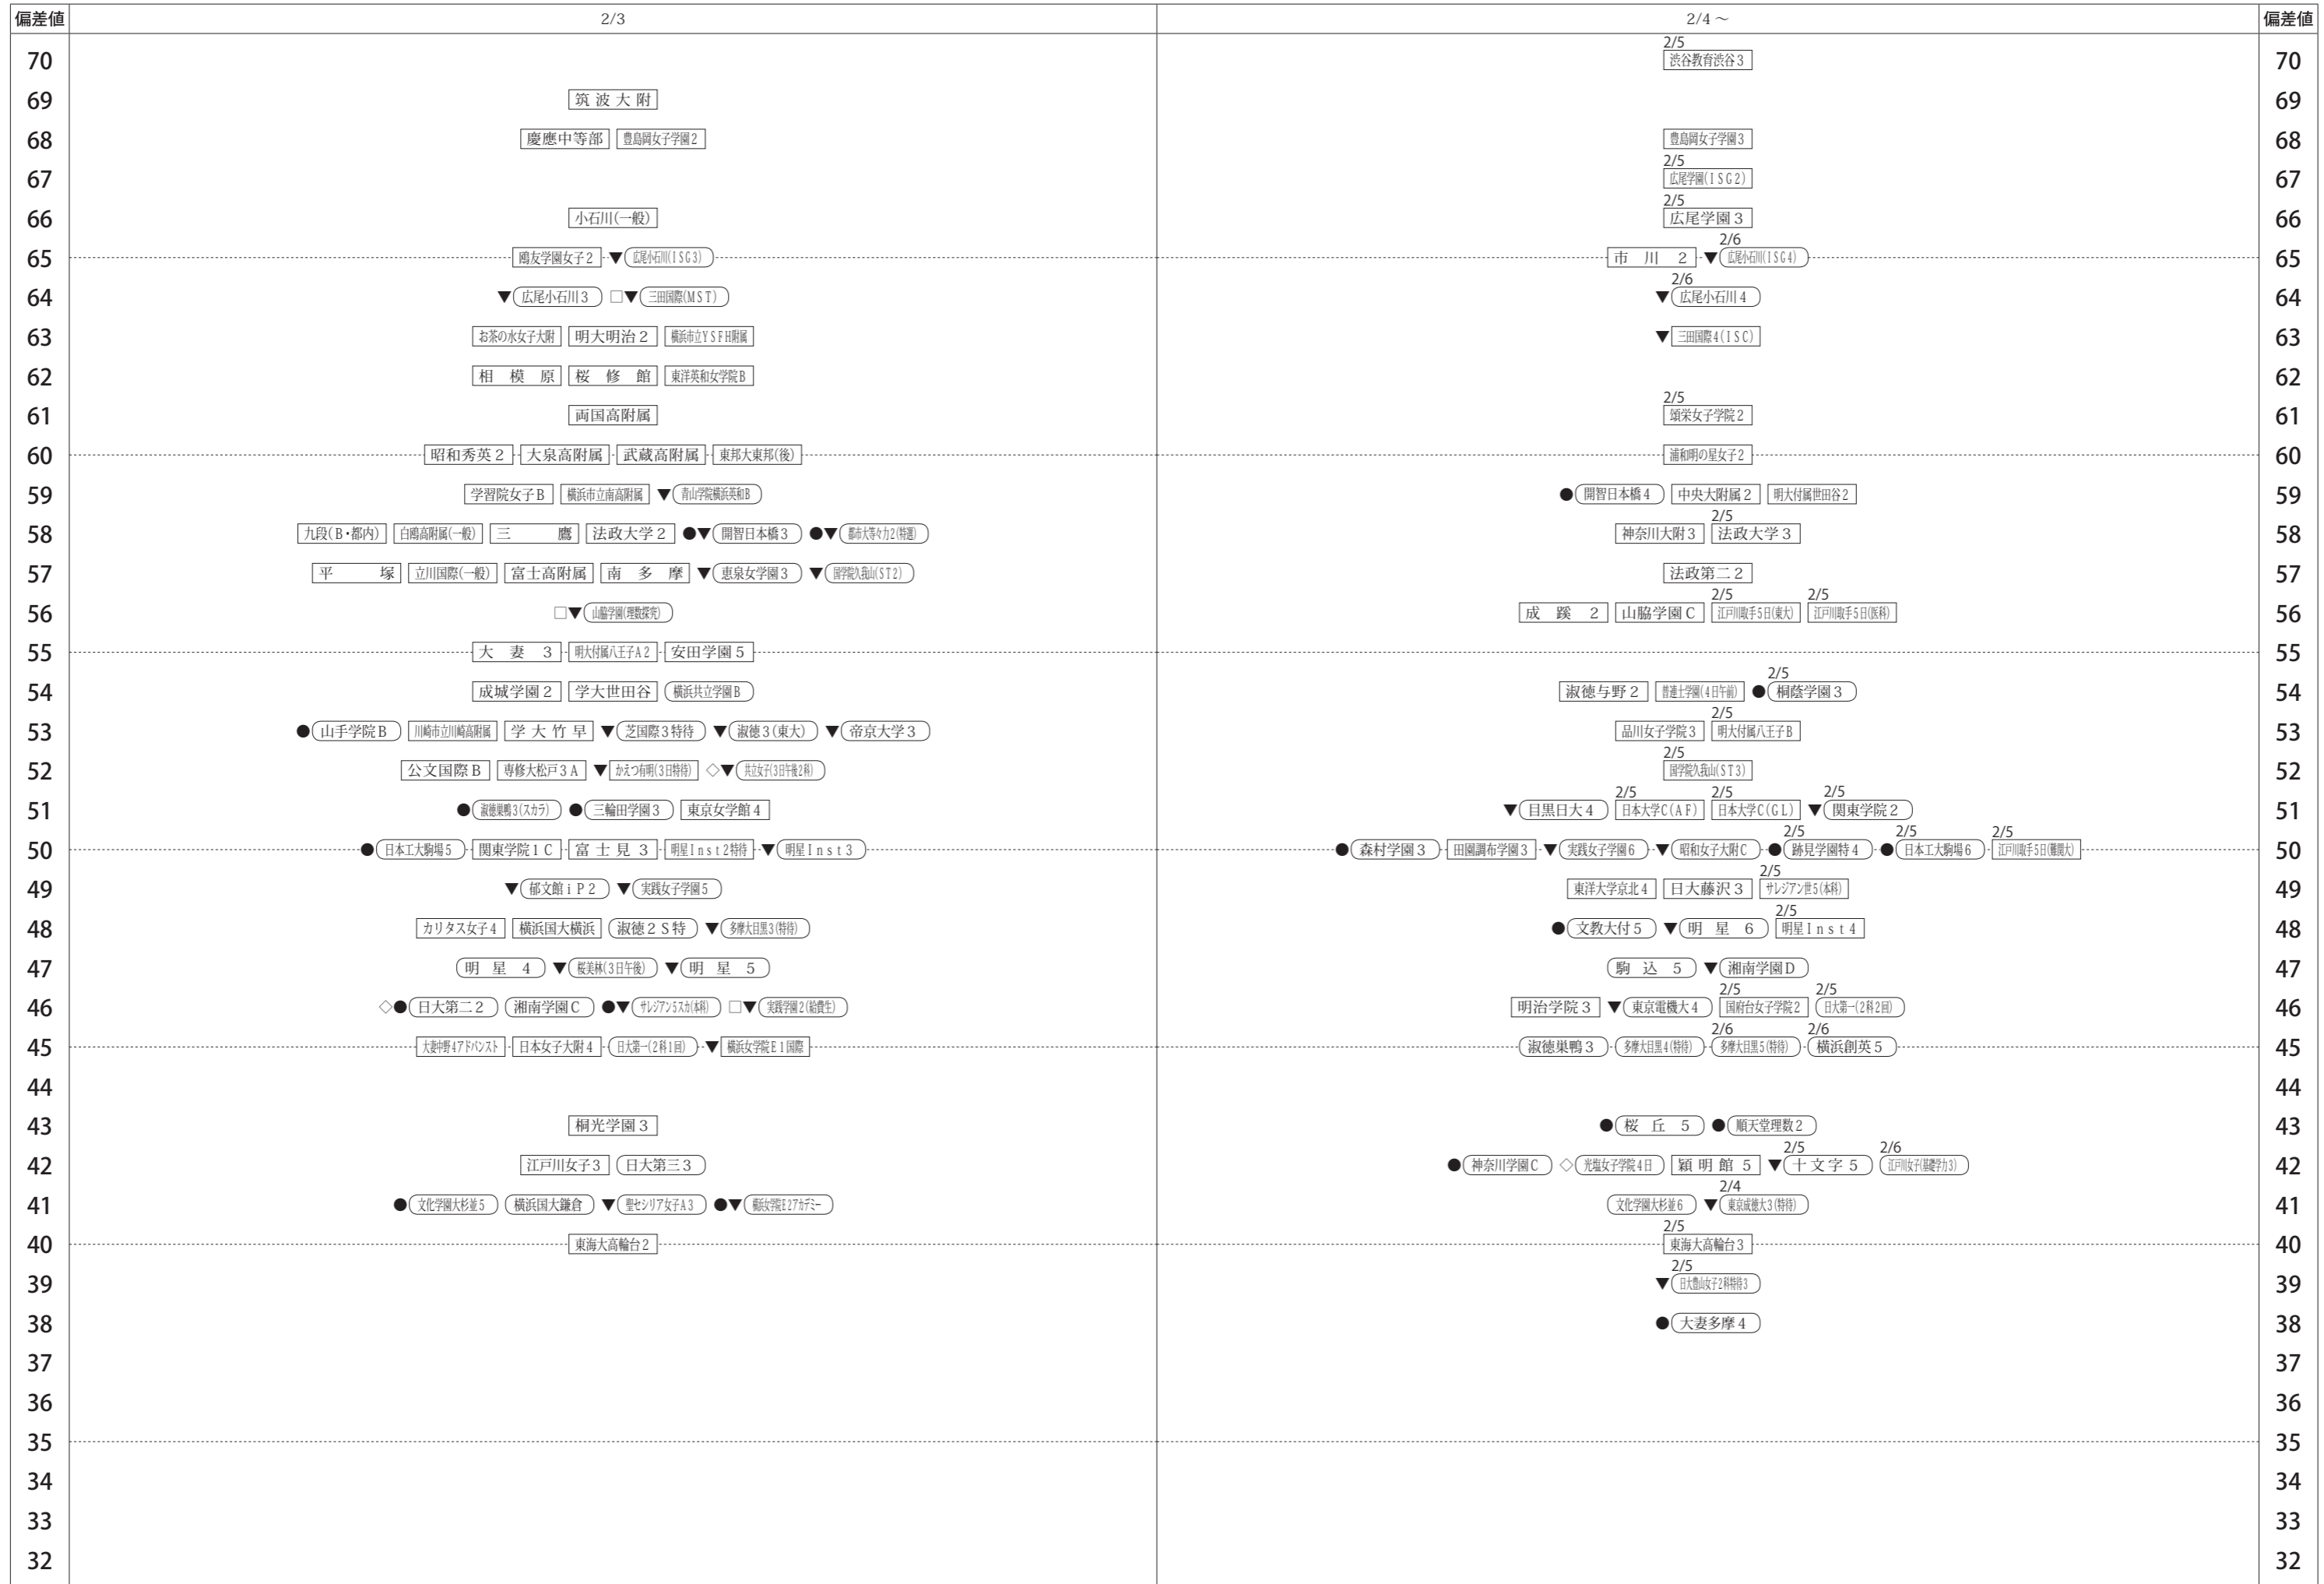 偏差値 2/3 2/4～ 偏差値
2/5
70 渋谷教育渋谷3 70
69 筑波大附 69
68 慶應中等部 豊島岡女子学園2 豊島岡女子学園3 68
2/5
67 広尾学園(ISG2) 67
2/5
66 小石川(一般) 広尾学園3 66
2/6
65 鷗友学園女子2 ▼広尾小石川(ISG3) 市川2 ▼広尾小石川(ISG4) 65
2/6
64 ▼広尾小石川3 □▼三田国際(MST) ▼広尾小石川4 64
63 お茶の水女子大附 明大明治2 横浜市立YSFH附属 ▼三田国際4(ISC) 63
62 相模原 桜修館 東洋英和女学院B 62
2/5
61 両国高附属 頌栄女子学院2 61
60 昭和秀英2 大泉高附属 武蔵高附属 東邦大東邦(後) 浦和明の星女子2 60
59 学習院女子B 横浜市立南高附属 ▼青山学院横浜英和B ●開智日本橋4 中央大附属2 明大付属世田谷2 59
2/5
58 九段(B・都内) 白鷗高附属(一般) 三鷹 法政大学2 ●▼開智日本橋3 ●▼都市大等々力2(特選) 神奈川大附3 法政大学3 58
57 平塚 立川国際(一般) 富士高附属 南多摩 ▼恵泉女学園3 ▼国学院久我山(ST2) 法政第二2 57
2/5 2/5
56 □▼山脇学園(理数探究) 成蹊2 山脇学園C 江戸川取手5日(東大) 江戸川取手5日(医科) 56
55 大妻3 明大付属八王子A2 安田学園5 55
2/5
54 成城学園2 学大世田谷 横浜共立学園B 淑徳与野2 普連土学園(4日午前) ●桐蔭学園3 54
2/5
53 ●山手学院B 川崎市立川崎高附属 学大竹早 ▼芝国際3特待 ▼淑徳3(東大) ▼帝京大学3 品川女子学院3 明大付属八王子B 53
2/5
52 公文国際B 専修大松戸3A ▼かえつ有明(3日特待) ◇▼共立女子(3日午後2科) 国学院久我山(ST3) 52
2/5 2/5 2/5
51 ●淑徳巣鴨3(スカラ) ●三輪田学園3 東京女学館4 ▼目黒日大4 日本大学C(AF) 日本大学C(GL) ▼関東学院2 51
2/5 2/5 2/5
50 ●日本工大駒場5 関東学院1C 富士見3 明星Inst2特待 ▼明星Inst3 ●森村学園3 田園調布学園3 ▼実践女子学園6 ▼昭和女子大附C ●跡見学園特4 ●日本工大駒場6 江戸川取手5日(難関大) 50
2/5
49 ▼郁文館iP2 ▼実践女子学園5 東洋大学京北4 日大藤沢3 サレジアン世5(本科) 49
2/5
48 カリタス女子4 横浜国大横浜 淑徳2S特 ▼多摩大目黒3(特待) ●文教大付5 ▼明星6 明星Inst4 48
47 明星4 ▼桜美林(3日午後) ▼明星5 駒込5 ▼湘南学園D 47
2/5 2/5
46 ◇●日大第二2 湘南学園C ●▼サレジアン5スカ(本科) □▼実践学園2(給費生) 明治学院3 ▼東京電機大4 国府台女子学院2 日大第一(2科2回) 46
2/6 2/6
45 大妻中野4アドバンスト 日本女子大附4 日大第一(2科1回) ▼横浜女学院E1国際 淑徳巣鴨3 多摩大目黒4(特待) 多摩大目黒5(特待) 横浜創英5 45
44 44
43 桐光学園3 ●桜丘5 ●順天堂理数2 43
2/5 2/6
42 江戸川女子3 日大第三3 ●神奈川学園C ◇光塩女子学院4日 穎明館5 ▼十文字5 江戸川女子(基礎学力3) 42
2/4
41 ●文化学園大杉並5 横浜国大鎌倉 ▼聖セシリア女子A3 ●▼横浜女学院E2アカデミー 文化学園大杉並6 ▼東京成徳大3(特待) 41
2/5
40 東海大高輪台2 東海大高輪台3 40
2/5
39 ▼日大豊山女子2科特待3 39
38 ●大妻多摩4 38
37 37
36 36
35 35
34 34
33 33
32 32